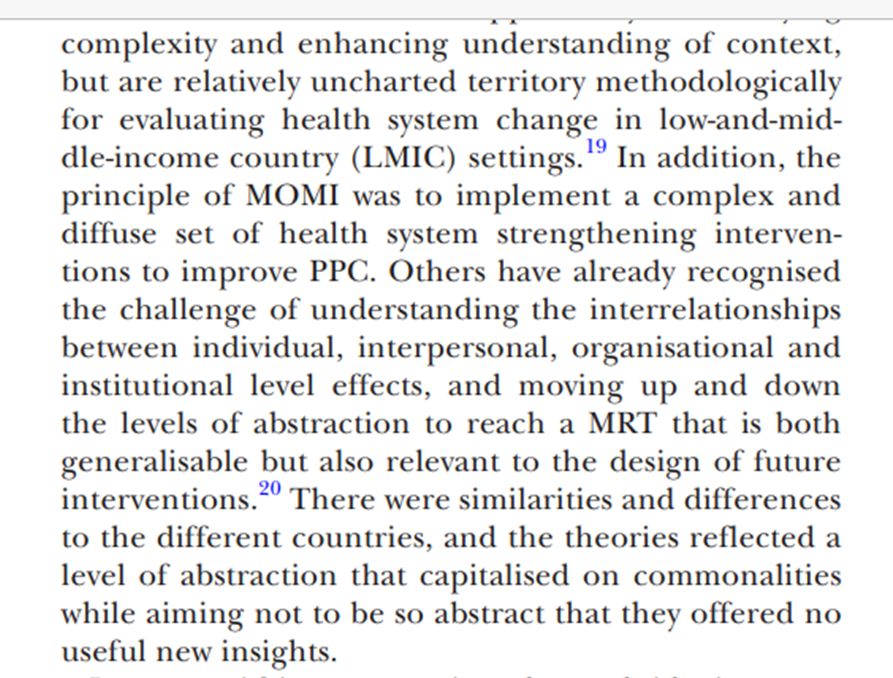 complexity and enhancing understanding of context,
but are relatively uncharted territory methodologically
for evaluating health system change in low-and-mid-
dle-income country (LMIC) settings.19 In addition, the
principle of MOMI was to implement a complex and
diffuse set of health system strengthening interven-
tions to improve PPC. Others have already recognised
the challenge of understanding the interrelationships
between individual, interpersonal, organisational and
institutional level effects, and moving up and down
the levels of abstraction to reach a MRT that is both
generalisable but also relevant to the design of future
interventions.20 There were similarities and differences
to the different countries, and the theories reflected a
level of abstraction that capitalised on commonalities
while aiming not to be so abstract that they offered no
useful new insights.